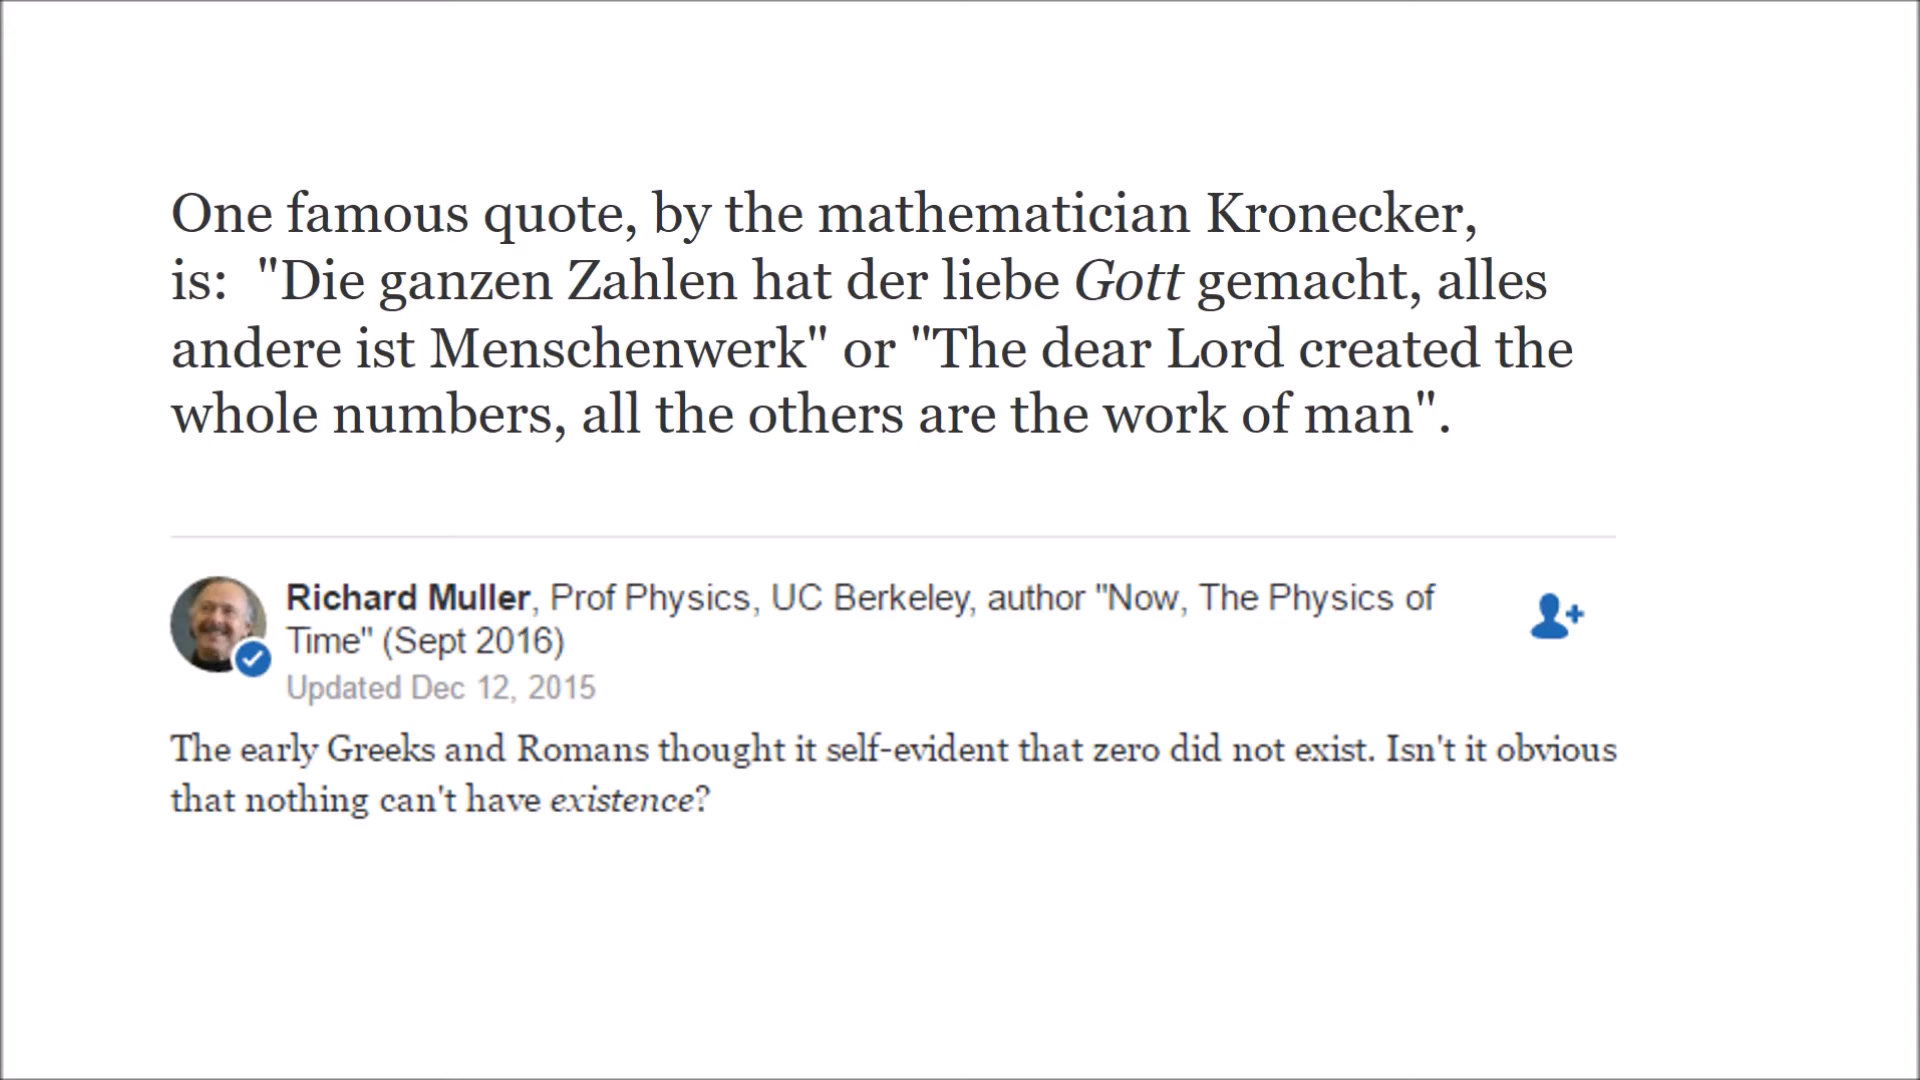 One famous quote, by the mathematician Kronecker,
is:  "Die ganzen Zahlen hat der liebe Gott gemacht, alles
andere ist Menschenwerk" or "The dear Lord created the
whole numbers, all the others are the work of man".
Richard Muller, Prof Physics, UC Berkeley, author "Now, The Physics of
Time" (Sept 2016)
Updated Dec 12, 2015
The early Greeks and Romans thought it self-evident that zero did not exist. Isn't it obvious
that nothing can't have existence?